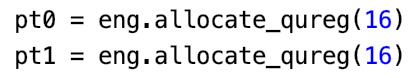 pt0 = eng.allocate_qureg(16)
pt1 = eng.allocate_qureg(16)